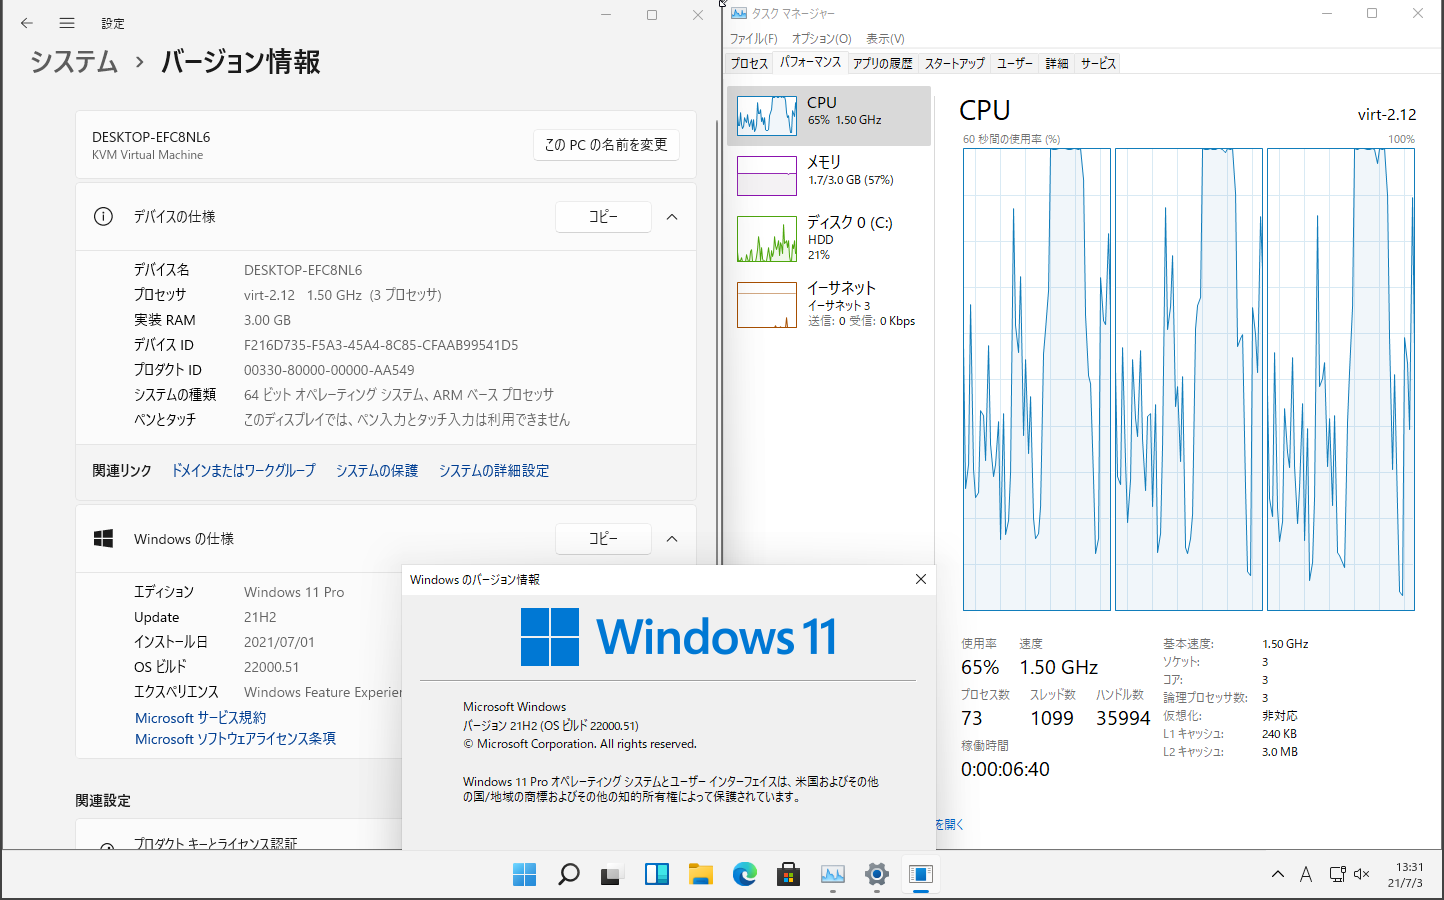 設定
システム › バージョン情報
DESKTOP-EFC8NL6
KVM Virtual Machine
この PC の名前を変更
デバイスの仕様
コピー
デバイス名 DESKTOP-EFC8NL6
プロセッサ virt-2.12 1.50 GHz (3 プロセッサ)
実装 RAM 3.00 GB
デバイス ID F216D735-F5A3-45A4-8C85-CFAAB99541D5
プロダクト ID 00330-80000-00000-AA549
システムの種類 64 ビット オペレーティング システム、ARM ベース プロセッサ
ペンとタッチ このディスプレイでは、ペン入力とタッチ入力は利用できません
関連リンク ドメインまたはワークグループ システムの保護 システムの詳細設定
Windows の仕様
コピー
エディション Windows 11 Pro
Update 21H2
インストール日 2021/07/01
OS ビルド 22000.51
エクスペリエンス Windows Feature Experier
Microsoft サービス規約
Microsoft ソフトウェアライセンス条項
関連設定
プロダクト キーとライセンス認証
Windows のバージョン情報
Windows 11
Microsoft Windows
バージョン 21H2 (OS ビルド 22000.51)
© Microsoft Corporation. All rights reserved.
Windows 11 Pro オペレーティング システムとユーザー インターフェイスは、米国およびその他
の国/地域の商標およびその他の知的所有権によって保護されています。
タスク マネージャー
ファイル(F) オプション(O) 表示(V)
プロセス パフォーマンス アプリの履歴 スタートアップ ユーザー 詳細 サービス
CPU
65% 1.50 GHz
メモリ
1.7/3.0 GB (57%)
ディスク 0 (C:)
HDD
21%
イーサネット
イーサネット 3
送信: 0 受信: 0 Kbps
CPU virt-2.12
60 秒間の使用率 (%) 100%
使用率 速度
65% 1.50 GHz
プロセス数 スレッド数 ハンドル数
73 1099 35994
稼働時間
0:00:06:40
基本速度: 1.50 GHz
ソケット: 3
コア: 3
論理プロセッサ数: 3
仮想化: 非対応
L1 キャッシュ: 240 KB
L2 キャッシュ: 3.0 MB
を開く
A
13:31
21/7/3